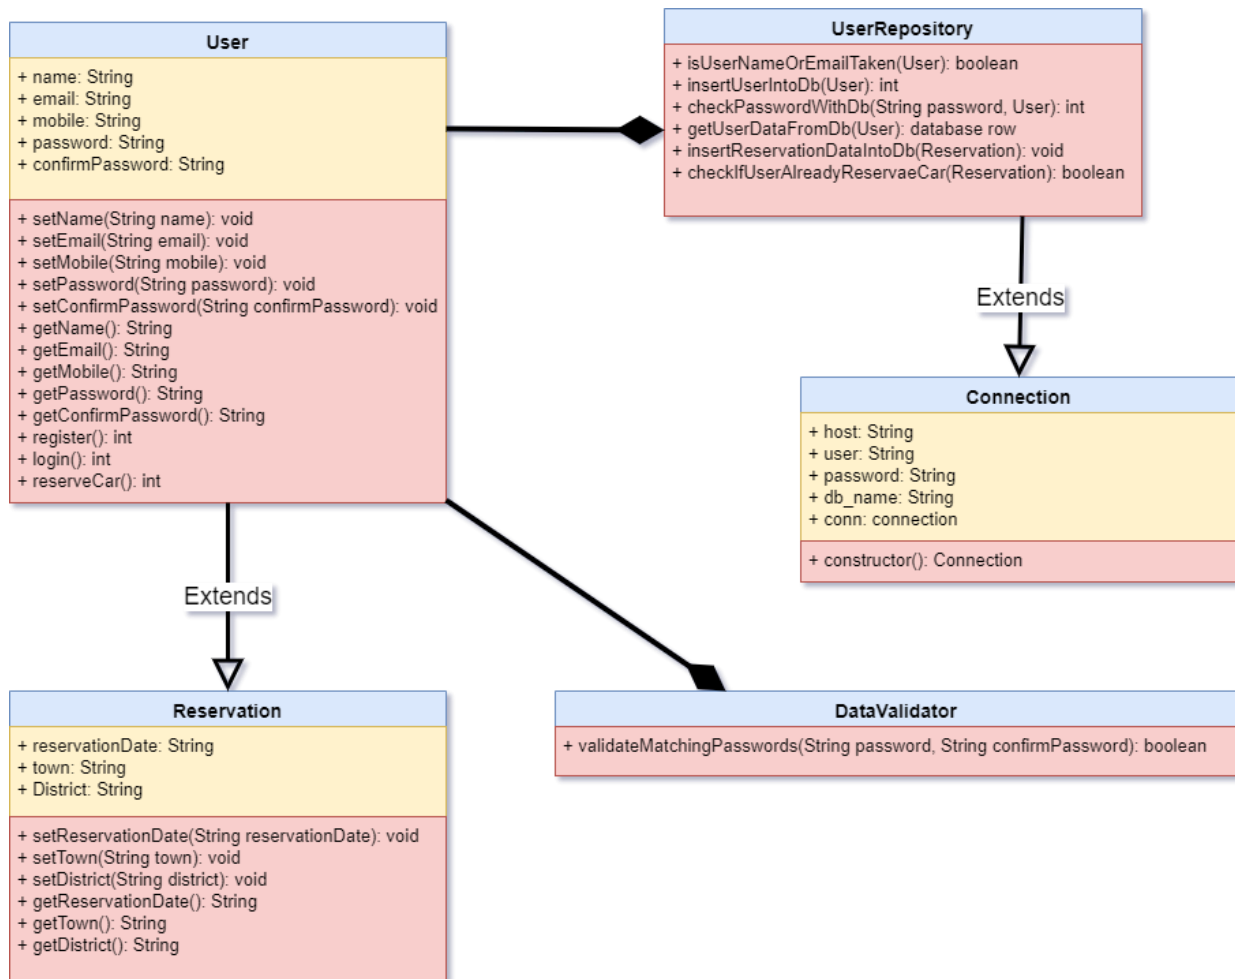 User
+ name: String
+ email: String
+ mobile: String
+ password: String
+ confirmPassword: String
+ setName(String name): void
+ setEmail(String email): void
+ setMobile(String mobile): void
+ setPassword(String password): void
+ setConfirmPassword(String confirmPassword): void
+ getName(): String
+ getEmail(): String
+ getMobile(): String
+ getPassword(): String
+ getConfirmPassword(): String
+ register(): int
+ login(): int
+ reserveCar(): int
UserRepository
+ isUserNameOrEmailTaken(User): boolean
+ insertUserIntoDb(User): int
+ checkPasswordWithDb(String password, User): int
+ getUserDataFromDb(User): database row
+ insertReservationDataIntoDb(Reservation): void
+ checkIfUserAlreadyReservaeCar(Reservation): boolean
Extends
Connection
+ host: String
+ user: String
+ password: String
+ db_name: String
+ conn: connection
+ constructor(): Connection
Extends
Reservation
+ reservationDate: String
+ town: String
+ District: String
+ setReservationDate(String reservationDate): void
+ setTown(String town): void
+ setDistrict(String district): void
+ getReservationDate(): String
+ getTown(): String
+ getDistrict(): String
DataValidator
+ validateMatchingPasswords(String password, String confirmPassword): boolean